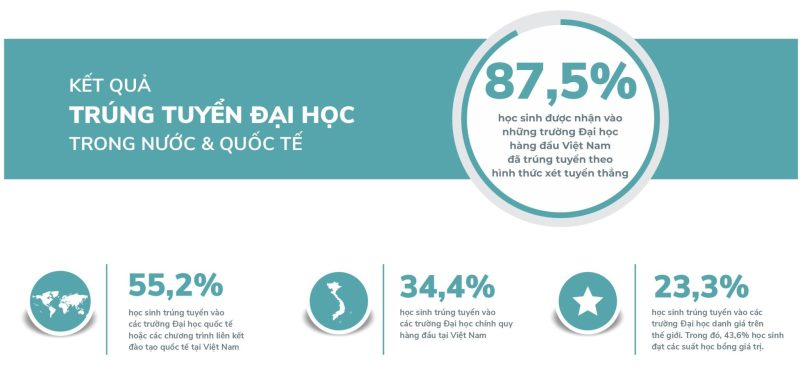 KẾT QUẢ
TRÚNG TUYỂN ĐẠI HỌC
TRONG NƯỚC & QUỐC TẾ
87,5%
học sinh được nhận vào
những trường Đại học
hàng đầu Việt Nam
đã trúng tuyển theo
hình thức xét tuyển thẳng
55,2%
học sinh trúng tuyển vào
các trường Đại học quốc tế
hoặc các chương trình liên kết
đào tạo quốc tế tại Việt Nam
34,4%
học sinh trúng tuyển vào
các trường Đại học chính quy
hàng đầu tại Việt Nam
23,3%
học sinh trúng tuyển vào các
trường Đại học danh giá trên
thế giới. Trong đó, 43,6% học sinh
đạt các suất học bổng giá trị.